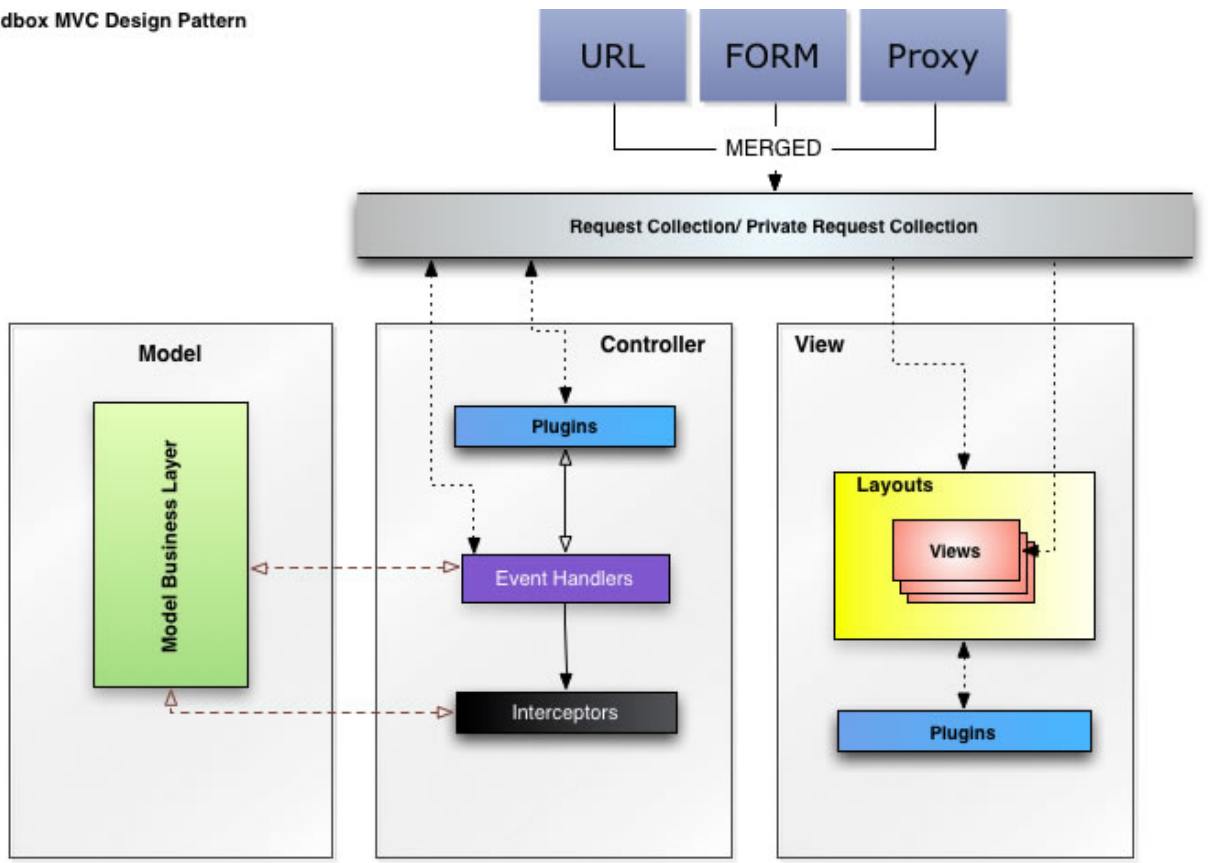 dbox MVC Design Pattern
URL
FORM
Proxy
MERGED
Request Collection/ Private Request Collection
Model
Model Business Layer
Controller
Plugins
Event Handlers
Interceptors
View
Layouts
Views
Plugins